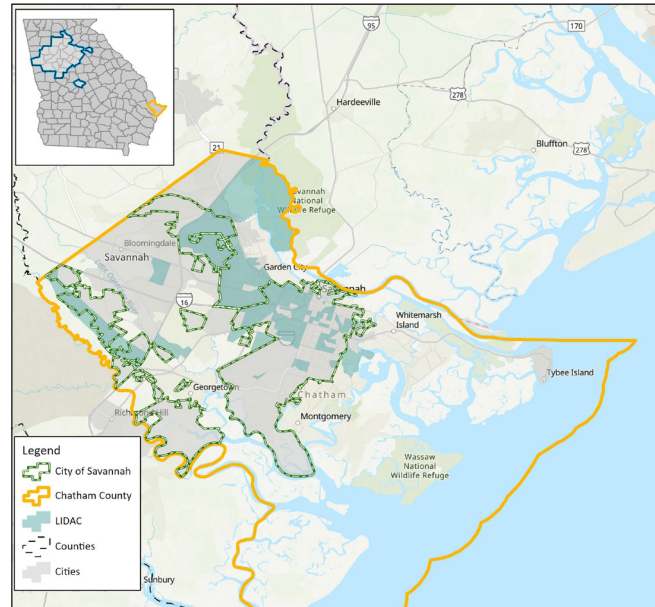 95
170
278
Hardeeville
Bluffton
278
21
Savannah
National
Wildlife Refuge
Bloomingdale
Savannah
Garden City
Savannah
16
Whitemarsh
Island
Tybee Island
Georgetown
Chatham
Richmond Hill
Montgomery
Wassaw
National
Wildlife Refuge
Legend
City of Savannah
Chatham County
LIDAC
Counties
Cities
Sunbury